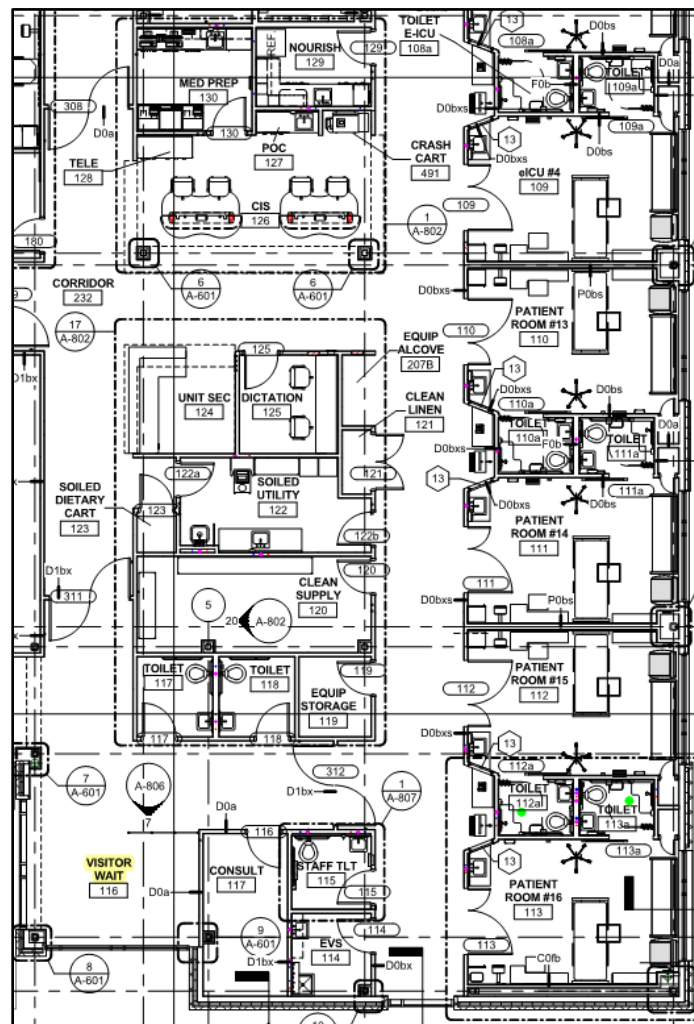 TOILET
E-ICU
108a
13
108a
D0bs
NOURISH
129
129
TOILET
109a
D0a
F0b
REF.
MED PREP
130
130
308
D0a
D0bxs
13
D0bxs
109a
D0bs
TELE
128
POC
127
CRASH
CART
491
eICU #4
109
109
CIS
126
1
A-802
180
6
A-601
6
A-601
CORRIDOR
232
17
A-802
D0bxs
P0bs
PATIENT
ROOM #13
110
110
EQUIP
ALCOVE
207B
125
D1bx
UNIT SEC
124
DICTATION
125
CLEAN
LINEN
121
13
D0bxs
D0bs
110a
TOILET
110a
F0b
TOILET
111a
D0a
D0bxs
13
111a
D0bs
D0bxs
SOILED
DIETARY
CART
123
122a
123
SOILED
UTILITY
122
121
122b
PATIENT
ROOM #14
111
111
D1bx
311
CLEAN
SUPPLY
120
120
D0bxs
P0bs
5
20
A-802
TOILET
117
TOILET
118
119
EQUIP
STORAGE
119
PATIENT
ROOM #15
112
112
117
118
D0bxs
13
112a
7
A-601
A-806
7
312
D1bx
1
A-807
TOILET
112a
TOILET
113a
D0a
116
VISITOR
WAIT
116
D0a
CONSULT
117
STAFF TLT
115
115
13
113a
PATIENT
ROOM #16
113
113
9
A-601
D1bx
EVS
114
114
D0bx
C0fb
8
A-601